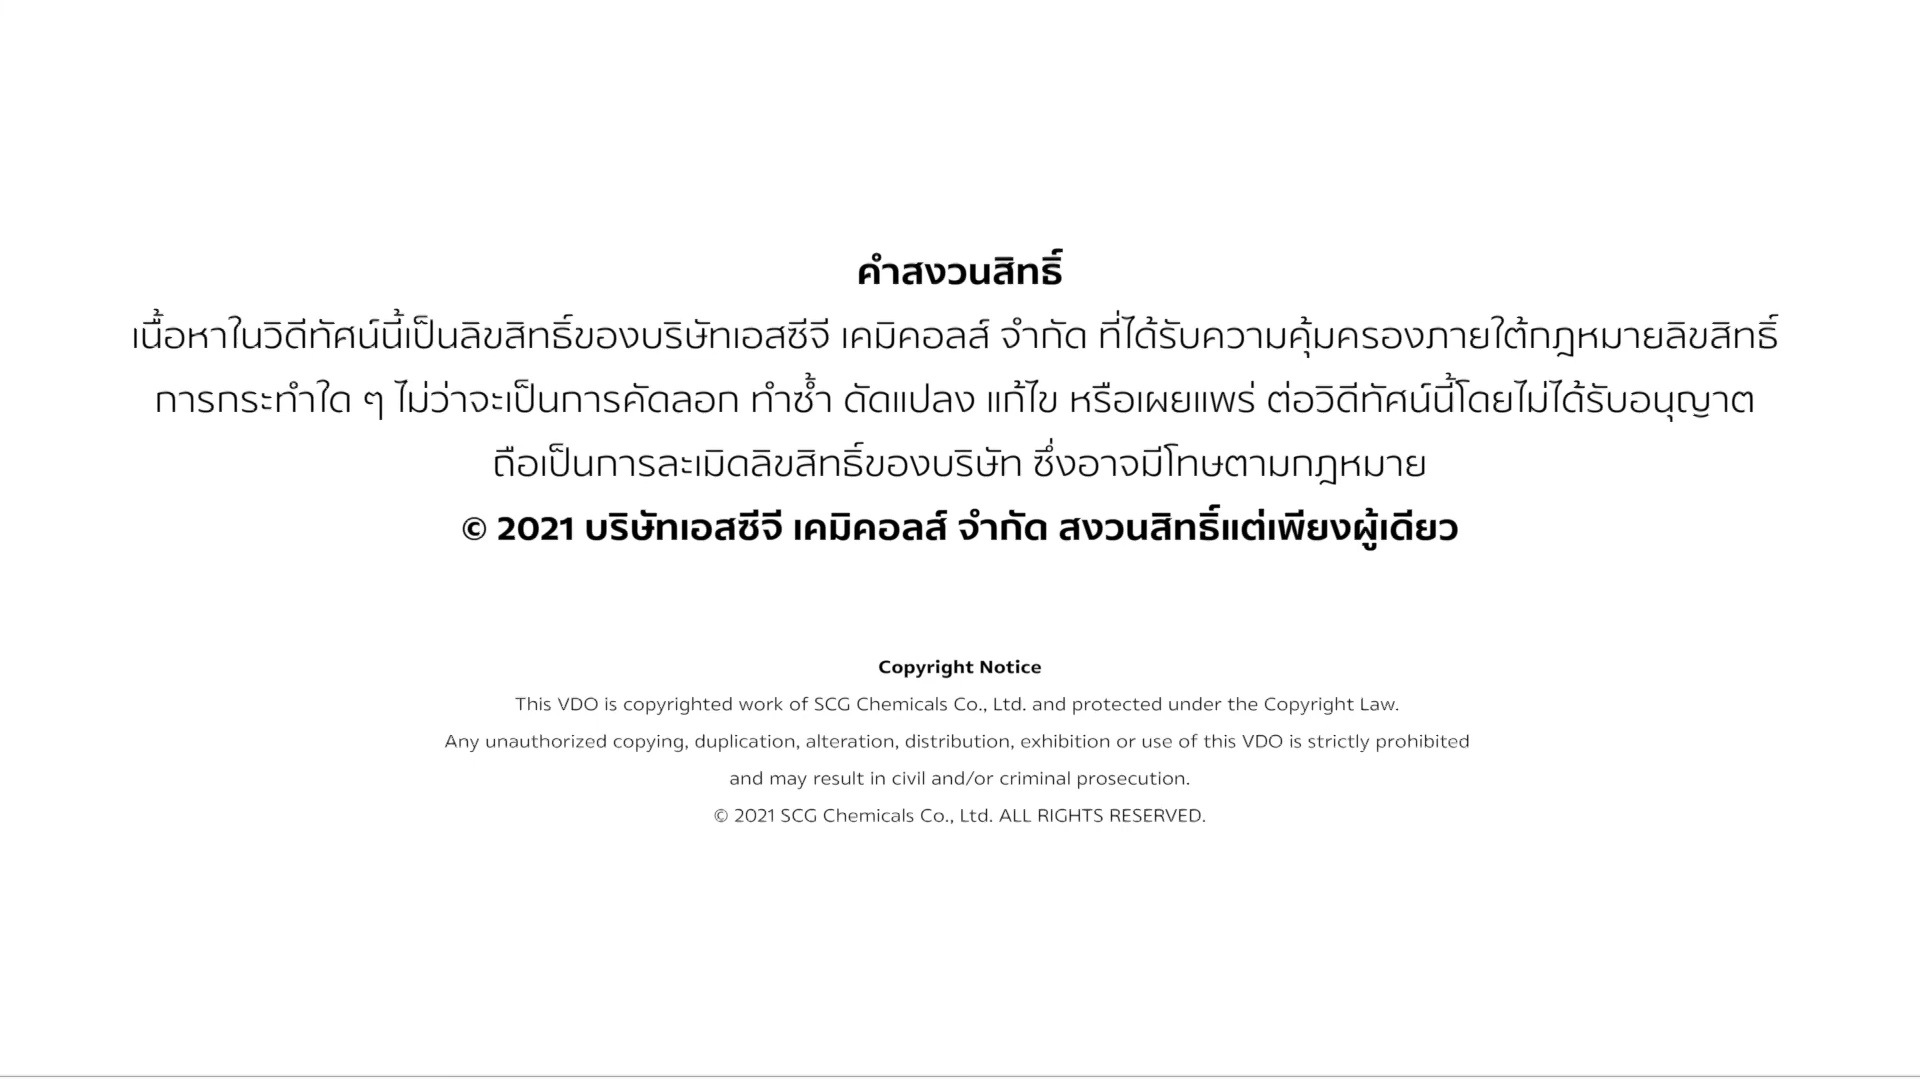 คำสงวนสิทธิ์
เนื้อหาในวิดีทัศน์นี้เป็นลิขสิทธิ์ของบริษัทเอสซีจี เคมิคอลส์ จำกัด ที่ได้รับความคุ้มครองภายใต้กฎหมายลิขสิทธิ์
การกระทำใด ๆ ไม่ว่าจะเป็นการคัดลอก ทำซ้ำ ดัดแปลง แก้ไข หรือเผยแพร่ ต่อวิดีทัศน์นี้โดยไม่ได้รับอนุญาต
ถือเป็นการละเมิดลิขสิทธิ์ของบริษัท ซึ่งอาจมีโทษตามกฎหมาย
© 2021 บริษัทเอสซีจี เคมิคอลส์ จำกัด สงวนสิทธิ์แต่เพียงผู้เดียว
Copyright Notice
This VDO is copyrighted work of SCG Chemicals Co., Ltd. and protected under the Copyright Law.
Any unauthorized copying, duplication, alteration, distribution, exhibition or use of this VDO is strictly prohibited
and may result in civil and/or criminal prosecution.
© 2021 SCG Chemicals Co., Ltd. ALL RIGHTS RESERVED.